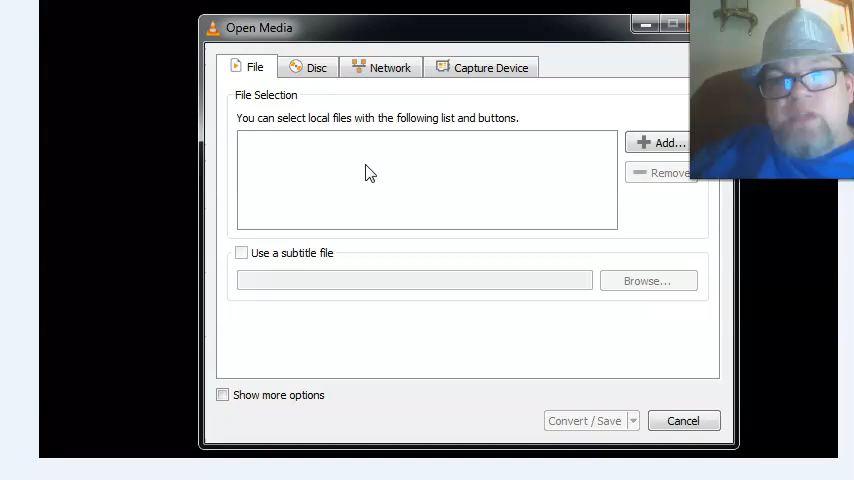 Open Media
File
Disc
Network
Capture Device
File Selection
You can select local files with the following list and buttons.
Add...
Remove
Use a subtitle file
Browse...
Show more options
Convert / Save
Cancel